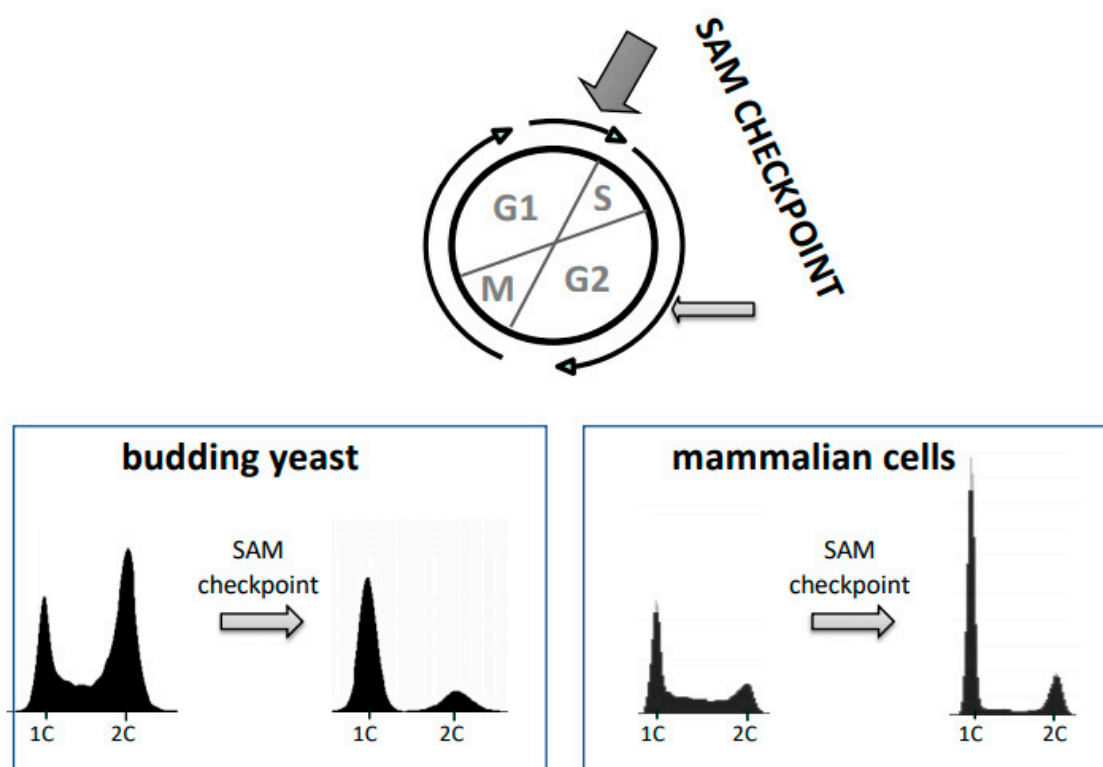 SAM CHECKPOINT
G1
S
M
G2
budding yeast
SAM
checkpoint
1C
2C
1C
2C
mammalian cells
SAM
checkpoint
1C
2C
1C
2C